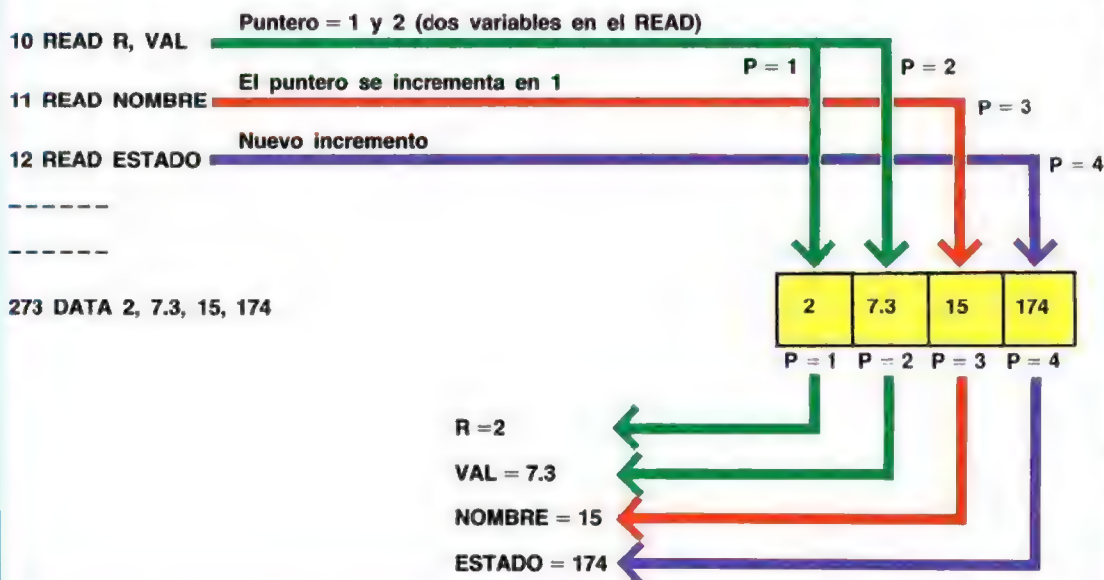 Puntero = 1 y 2 (dos variables en el READ)
10 READ R, VAL
P = 1
P = 2
El puntero se incrementa en 1
11 READ NOMBRE
P = 3
Nuevo incremento
12 READ ESTADO
P = 4
------
------
273 DATA 2, 7.3, 15, 174
2 7.3 15 174
P = 1 P = 2 P = 3 P = 4
R =2
VAL = 7.3
NOMBRE = 15
ESTADO = 174